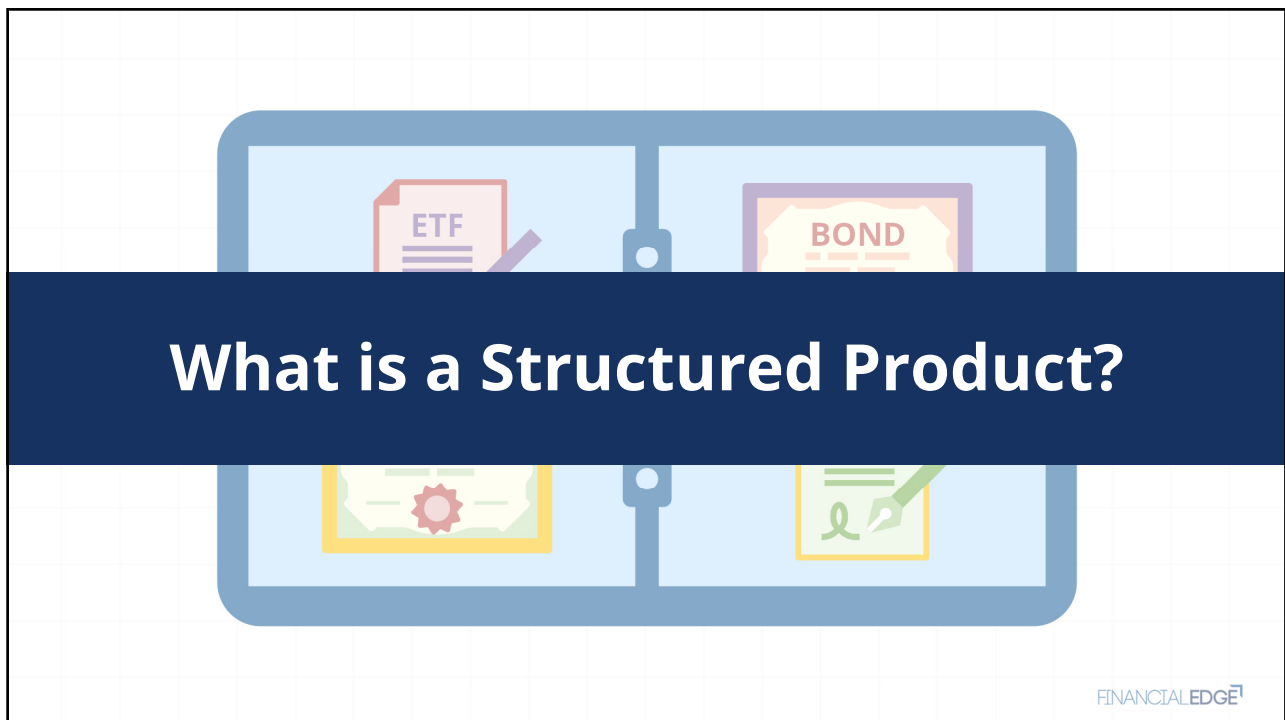 ETF
BOND
What is a Structured Product?
FINANCIALEDGE